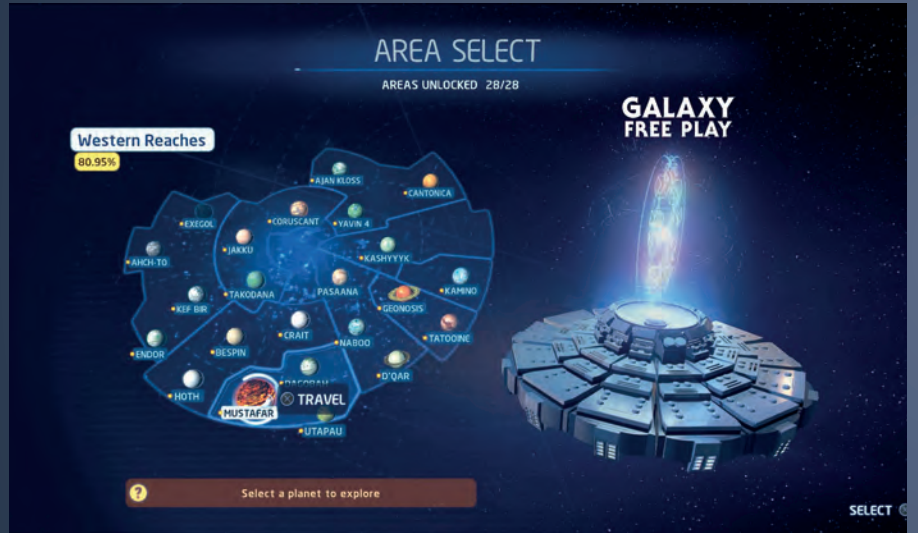 AREA SELECT
AREAS UNLOCKED 28/28
GALAXY
FREE PLAY
Western Reaches
80.95%
AJAN KLOSS
CANTONICA
EXEGOL
CORUSCANT
YAVIN 4
JAKKU
KASHYYYK
AHCH-TO
TAKODANA
PASAANA
KAMINO
KEF BIR
GEONOSIS
CRAIT
TATOOINE
NABOO
ENDOR
BESPIN
D'QAR
DAGOBAH
HOTH
TRAVEL
MUSTAFAR
UTAPAU
? Select a planet to explore
SELECT